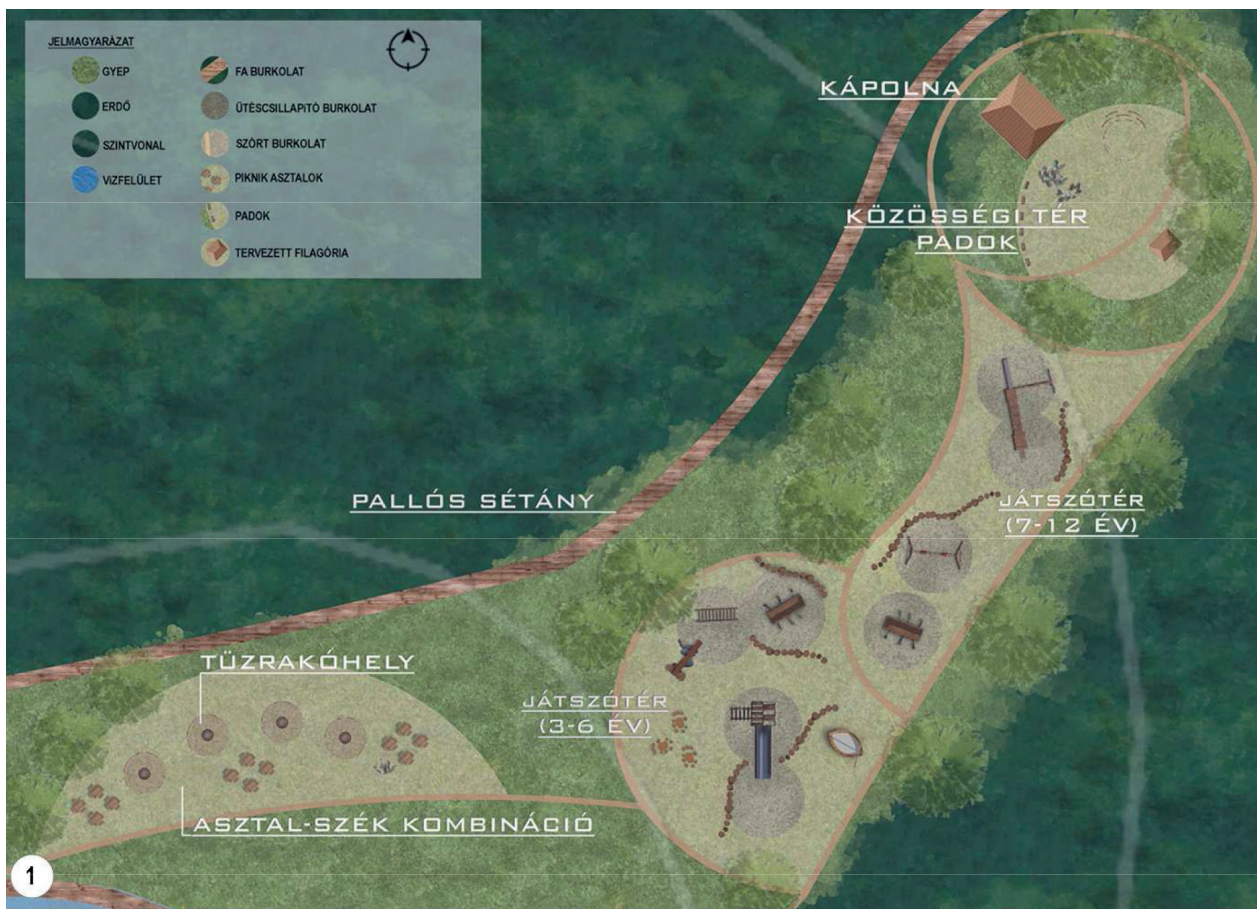 JELMAGYARÁZAT
GYEP
ERDŐ
SZINTVONAL
VÍZFELÜLET
FA BURKOLAT
ÜTÉSCSILLAPÍTÓ BURKOLAT
SZÓRT BURKOLAT
PIKNIK ASZTALOK
PADOK
TERVEZETT FILAGÓRIA
KÁPOLNA
KÖZÖSSÉGI TÉR
PADOK
PALLÓS SÉTÁNY
JÁTSZÓTÉR
(7-12 ÉV)
TŰZRAKÓHELY
JÁTSZÓTÉR
(3-6 ÉV)
ASZTAL-SZÉK KOMBINÁCIÓ
1